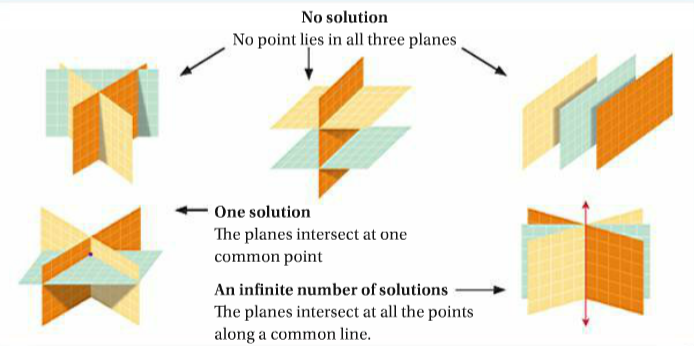 No solution
No point lies in all three planes
One solution
The planes intersect at one
common point
An infinite number of solutions
The planes intersect at all the points
along a common line.